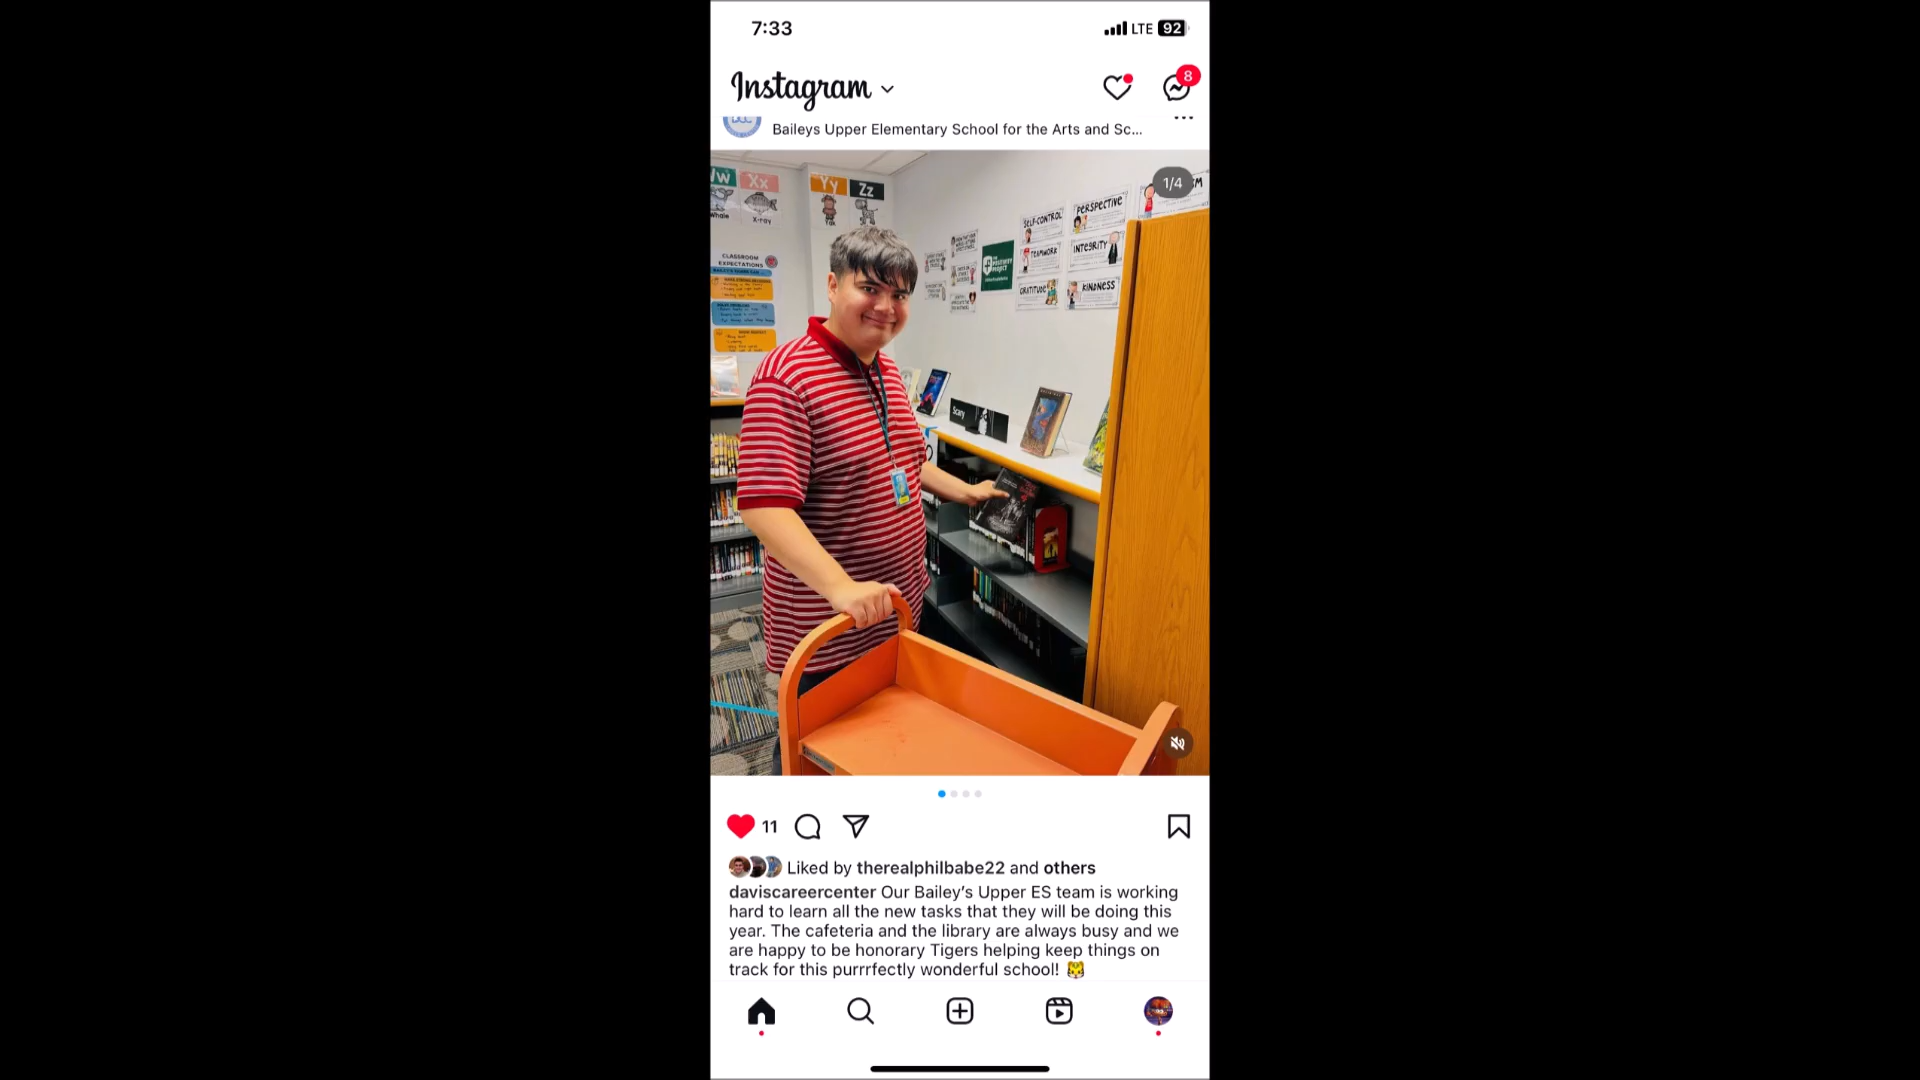 7:33
LTE 92
Instagram
8
Baileys Upper Elementary School for the Arts and Sc...
1/4
Ww
Xx
Yy
Zz
Whale
X-ray
Yak
CLASSROOM
EXPECTATIONS
SELF-CONTROL
PERSPECTIVE
TEAMWORK
INTEGRITY
GRATITUDE
KINDNESS
THE
POSITIVITY
PROJECT
Scary
11
Liked by therealphilbabe22 and others
daviscareercenter Our Bailey’s Upper ES team is working
hard to learn all the new tasks that they will be doing this
year. The cafeteria and the library are always busy and we
are happy to be honorary Tigers helping keep things on
track for this purrrfectly wonderful school! 🐯